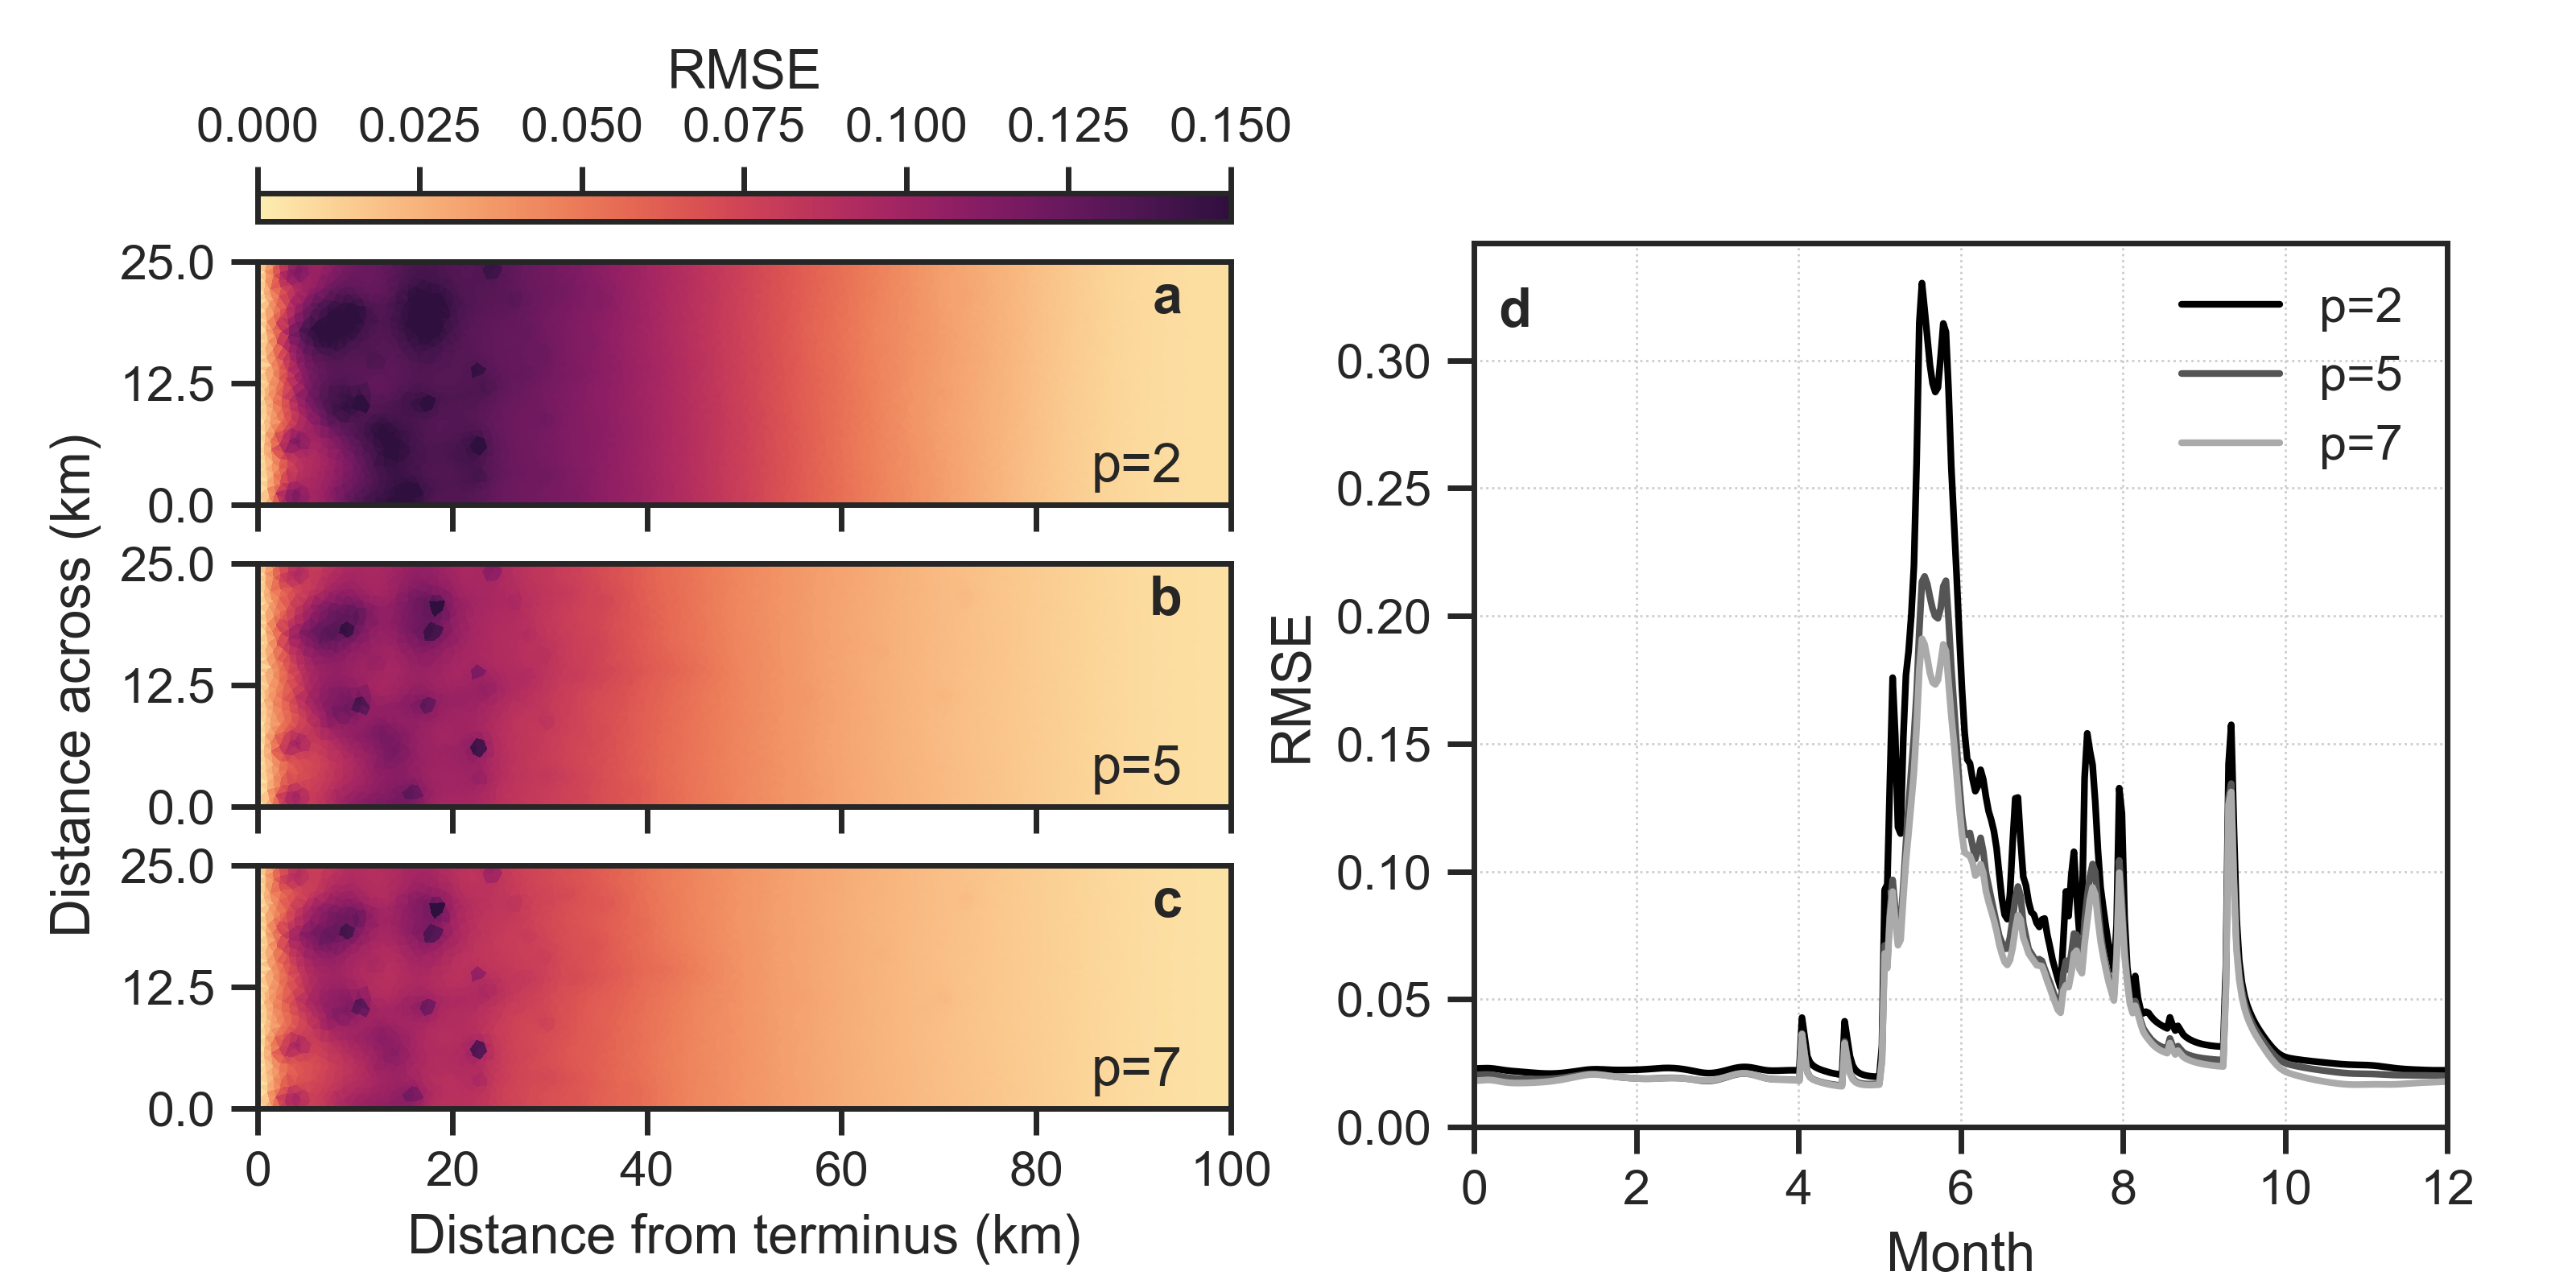 RMSE
0.000 0.025 0.050 0.075 0.100 0.125 0.150
Distance across (km)
25.0
12.5
0.0
a
p=2
25.0
12.5
0.0
b
p=5
25.0
12.5
0.0
c
p=7
0 20 40 60 80 100
Distance from terminus (km)
RMSE
0.30
0.25
0.20
0.15
0.10
0.05
0.00
d
p=2
p=5
p=7
0 2 4 6 8 10 12
Month